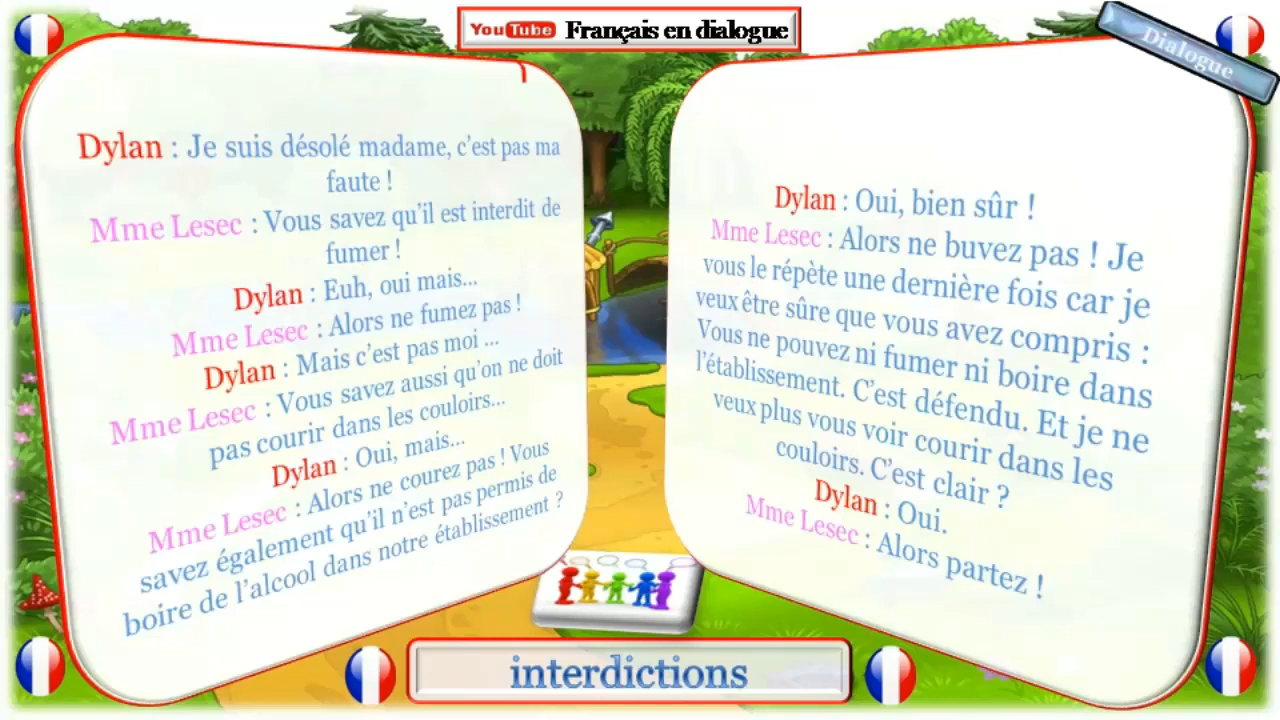 YouTube Français en dialogue
Dialogue
Dylan : Je suis désolé madame, c'est pas ma
faute !
Mme Lesec : Vous savez qu'il est interdit de
fumer !
Dylan : Euh, oui mais...
Mme Lesec : Alors ne fumez pas !
Dylan : Mais c'est pas moi ...
Mme Lesec : Vous savez aussi qu'on ne doit
pas courir dans les couloirs...
Dylan : Oui, mais...
Mme Lesec : Alors ne courez pas ! Vous
savez également qu'il n'est pas permis de
boire de l'alcool dans notre établissement ?
Dylan : Oui, bien sûr !
Mme Lesec : Alors ne buvez pas ! Je
vous le répète une dernière fois car je
veux être sûre que vous avez compris :
Vous ne pouvez ni fumer ni boire dans
l'établissement. C'est défendu. Et je ne
veux plus vous voir courir dans les
couloirs. C'est clair ?
Dylan : Oui.
Mme Lesec : Alors partez !
interdictions